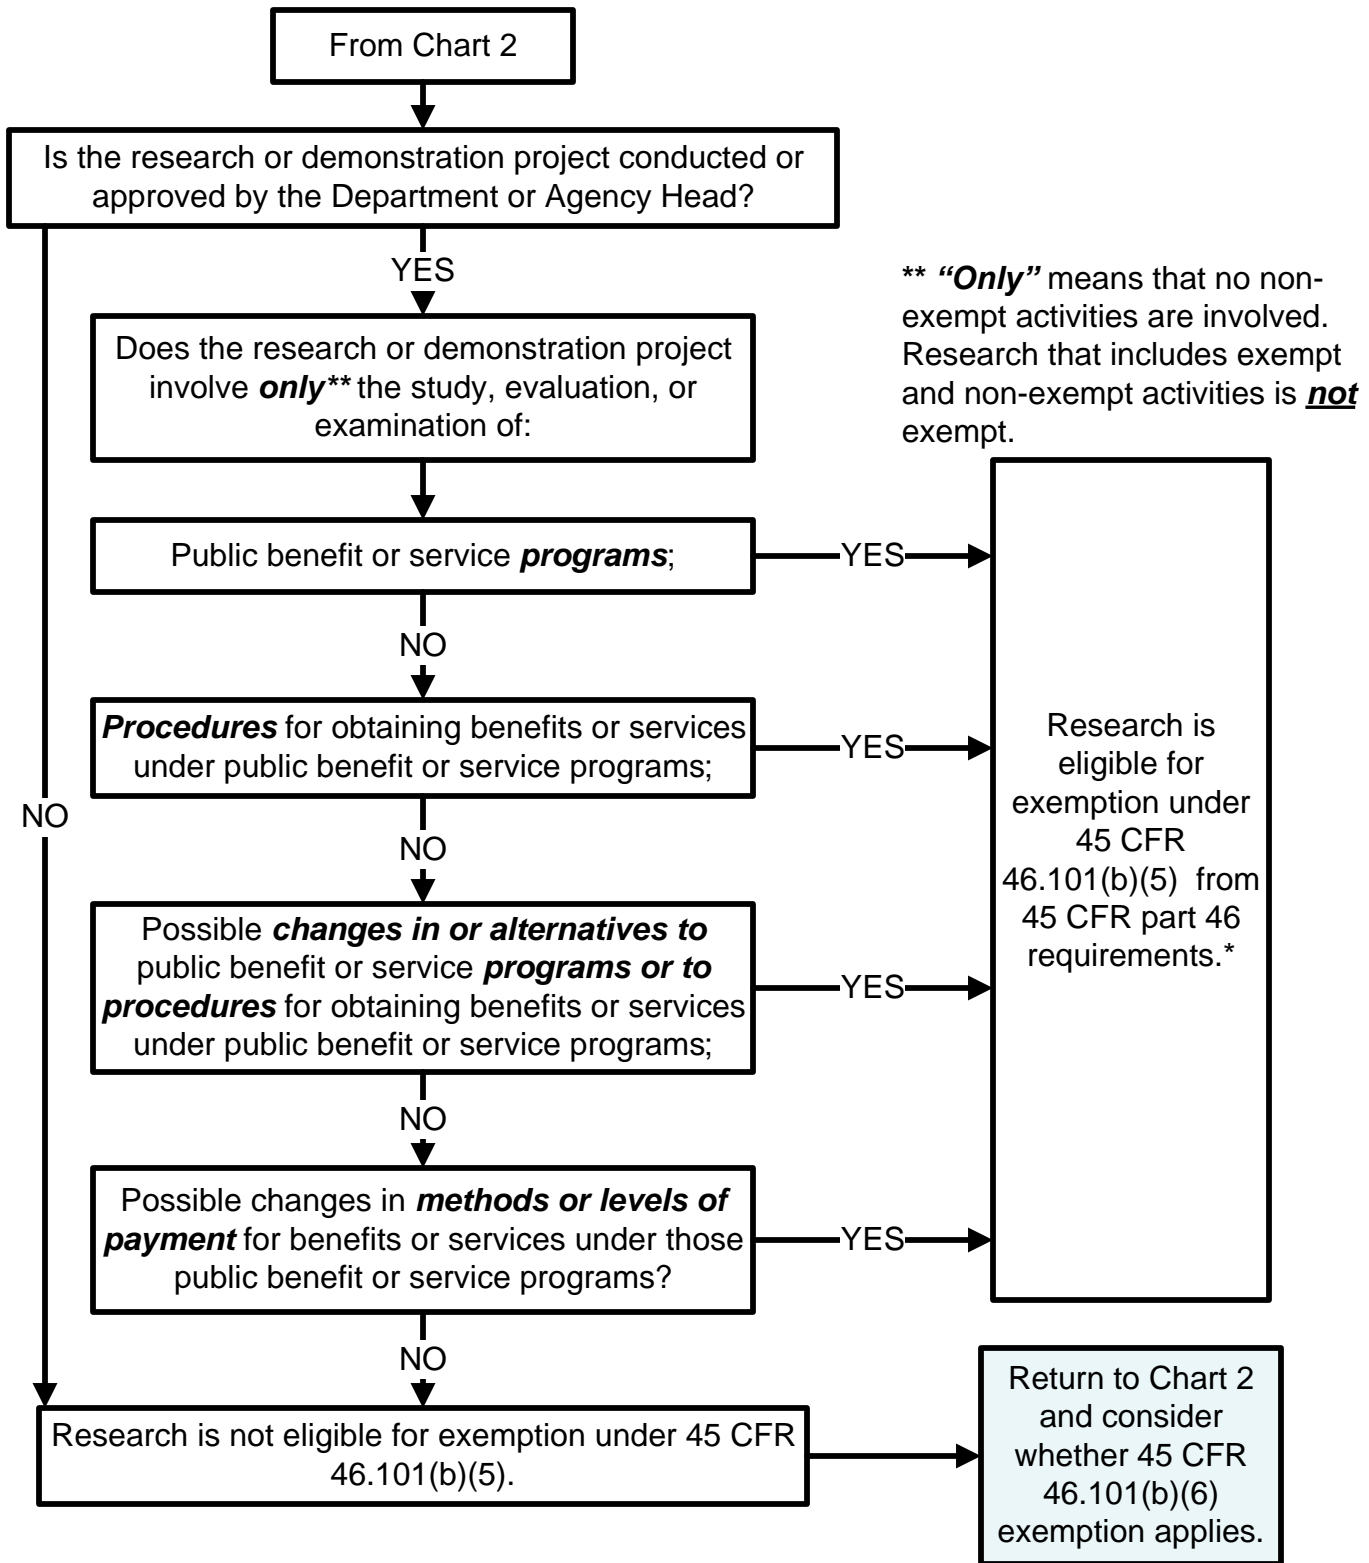 From Chart 2
Is the research or demonstration project conducted or
approved by the Department or Agency Head?
YES
** “Only” means that no non-
exempt activities are involved.
Research that includes exempt
and non-exempt activities is not
exempt.
Does the research or demonstration project
involve only** the study, evaluation, or
examination of:
Public benefit or service programs;
YES
NO
Procedures for obtaining benefits or services
under public benefit or service programs;
YES
NO
NO
Possible changes in or alternatives to
public benefit or service programs or to
procedures for obtaining benefits or services
under public benefit or service programs;
YES
NO
Possible changes in methods or levels of
payment for benefits or services under those
public benefit or service programs?
YES
NO
Research is
eligible for
exemption under
45 CFR
46.101(b)(5) from
45 CFR part 46
requirements.*
Research is not eligible for exemption under 45 CFR
46.101(b)(5).
Return to Chart 2
and consider
whether 45 CFR
46.101(b)(6)
exemption applies.